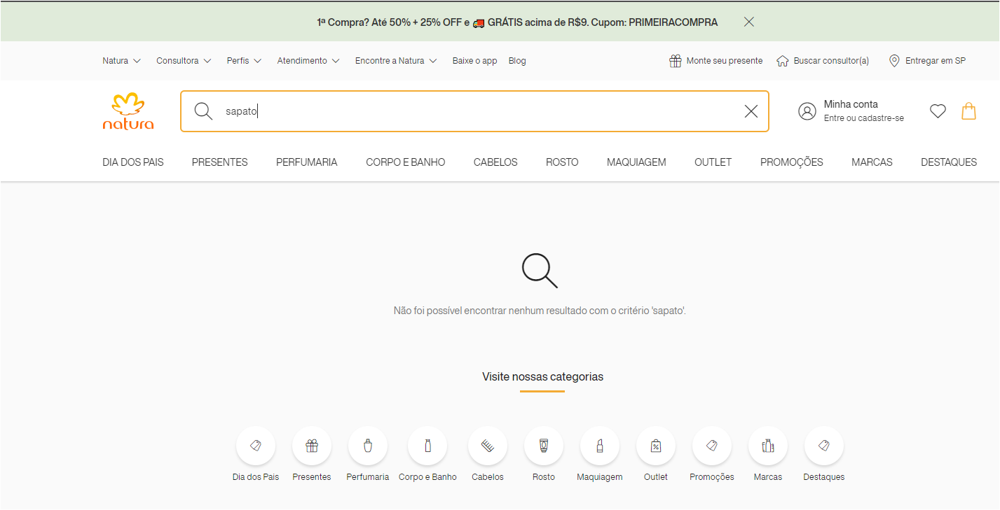 1ª Compra? Até 50% + 25% OFF e 🚚 GRÁTIS acima de R$9. Cupom: PRIMEIRACOMPRA
Natura Consultora Perfis Atendimento Encontre a Natura Baixe o app Blog Monte seu presente Buscar consultor(a) Entregar em SP
natura
sapato
Minha conta
Entre ou cadastre-se
DIA DOS PAIS PRESENTES PERFUMARIA CORPO E BANHO CABELOS ROSTO MAQUIAGEM OUTLET PROMOÇÕES MARCAS DESTAQUES
Não foi possível encontrar nenhum resultado com o critério 'sapato'.
Visite nossas categorias
Dia dos Pais Presentes Perfumaria Corpo e Banho Cabelos Rosto Maquiagem Outlet Promoções Marcas Destaques